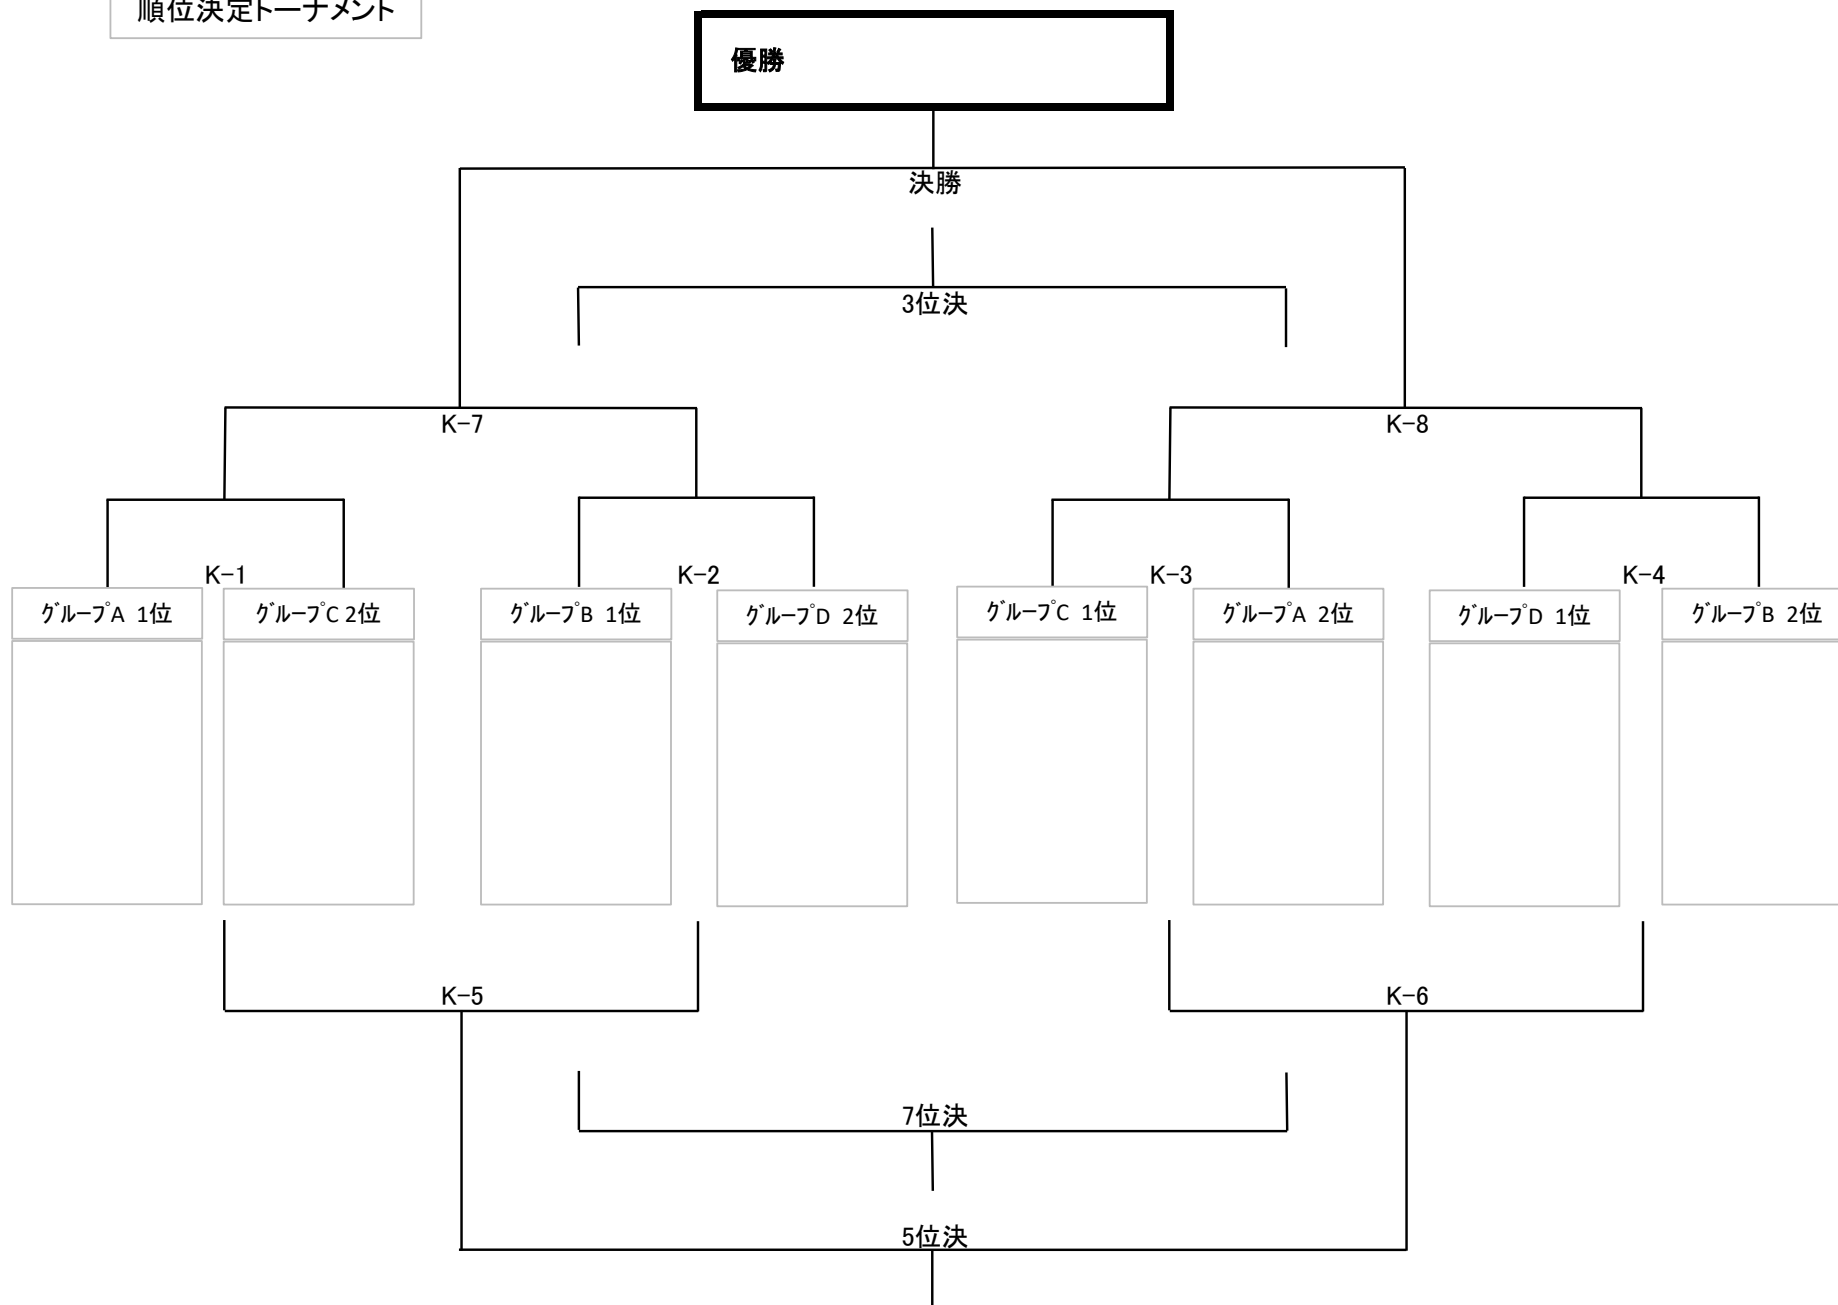 順位決定トーナメント
優勝
決勝
3位決
K-7
K-8
K-1
K-2
K-3
K-4
ｸﾞﾙｰﾌﾟA 1位
ｸﾞﾙｰﾌﾟC 2位
ｸﾞﾙｰﾌﾟB 1位
ｸﾞﾙｰﾌﾟD 2位
ｸﾞﾙｰﾌﾟC 1位
ｸﾞﾙｰﾌﾟA 2位
ｸﾞﾙｰﾌﾟD 1位
ｸﾞﾙｰﾌﾟB 2位
K-5
K-6
7位決
5位決